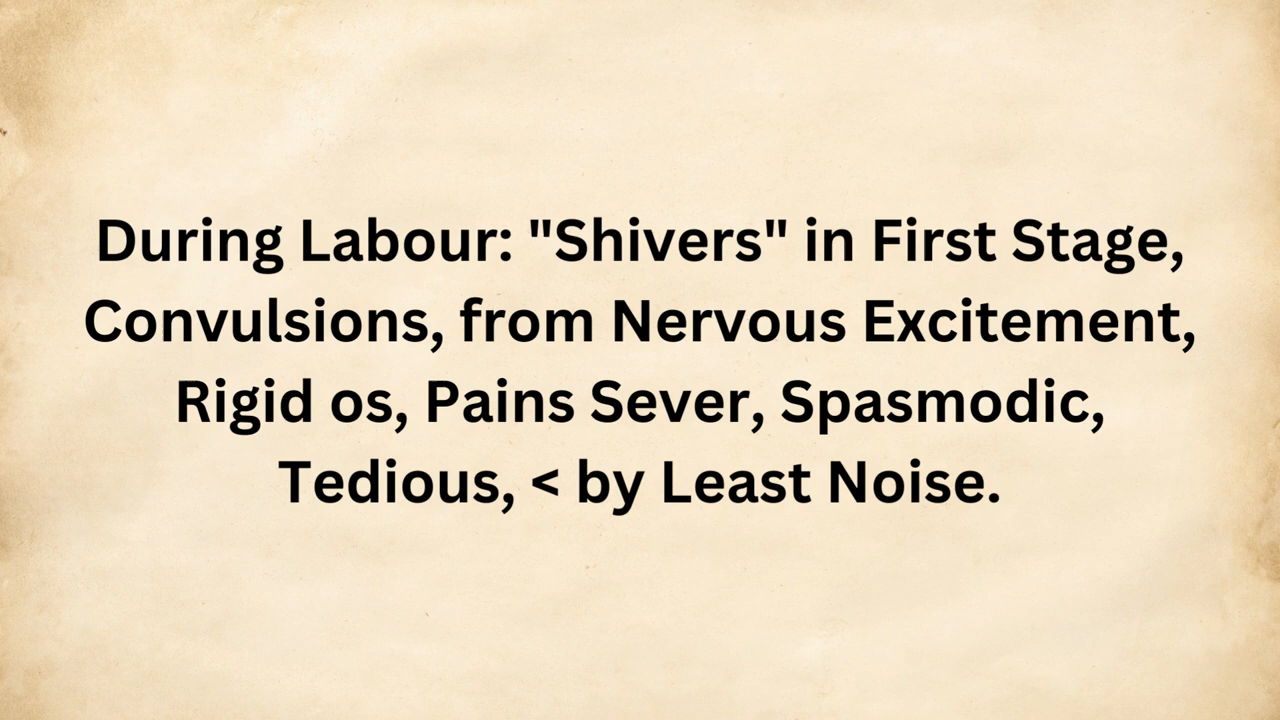 During Labour: "Shivers" in First Stage,
Convulsions, from Nervous Excitement,
Rigid os, Pains Sever, Spasmodic,
Tedious, < by Least Noise.